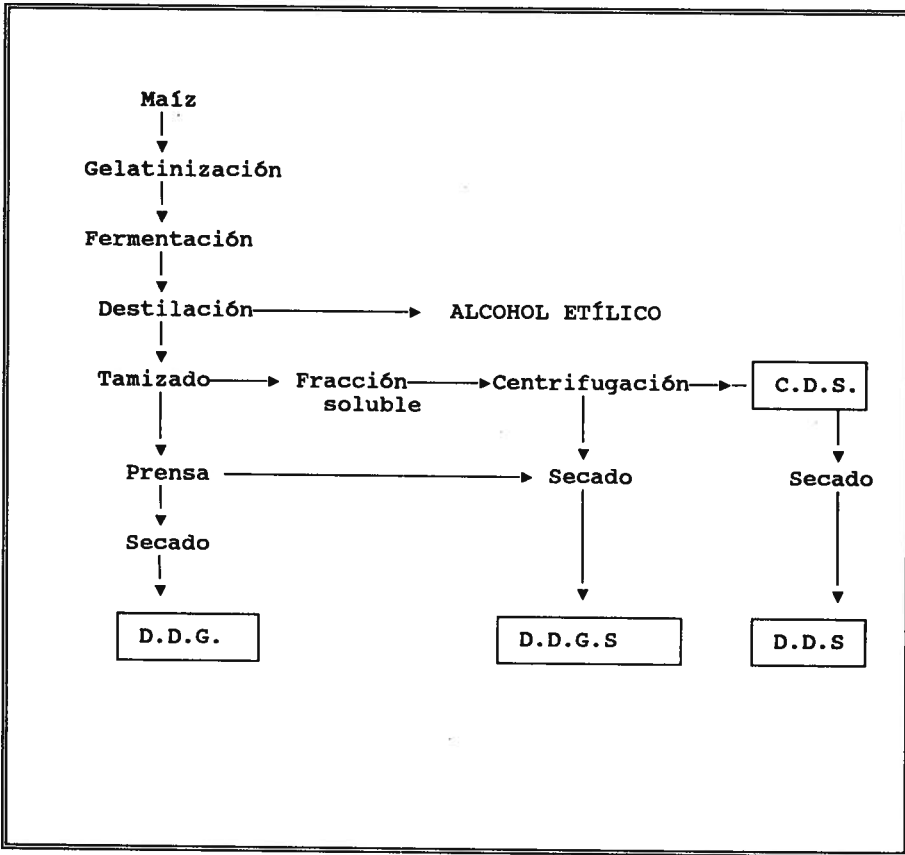 Maíz
Gelatinización
Fermentación
Destilación ALCOHOL ETÍLICO
Tamizado Fracción Centrifugación C.D.S.
soluble
Prensa Secado Secado
Secado
D.D.G. D.D.G.S D.D.S